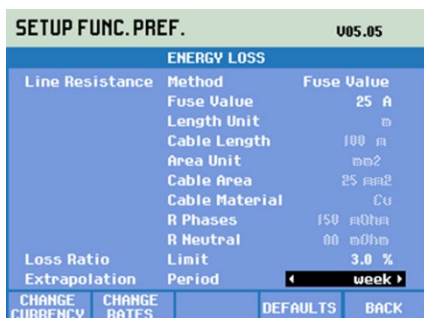 SETUP FUNC. PREF. V05.05
ENERGY LOSS
Line Resistance Method Fuse Value
Fuse Value 25 A
Length Unit m
Cable Length 100 m
Area Unit mm2
Cable Area 25 mm2
Cable Material Cu
R Phases 150 mOhm
R Neutral 00 mOhm
Loss Ratio Limit 3.0 %
Extrapolation Period week
CHANGE CURRENCY CHANGE RATES DEFAULTS BACK